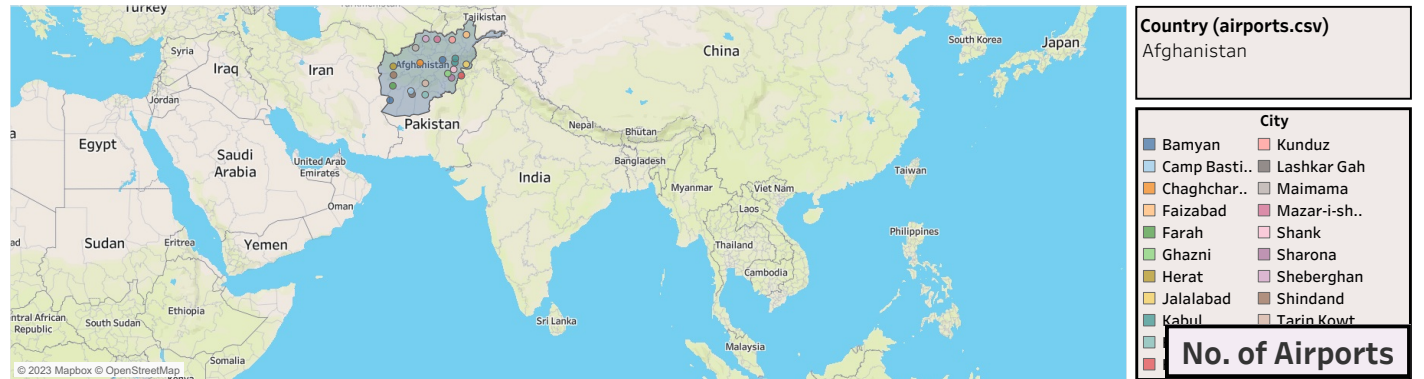 Turkey
Tajikistan
Syria
Iraq
Iran
Afghanistan
China
South Korea
Japan
Jordan
Pakistan
Egypt
Saudi
Arabia
United Arab
Emirates
Nepal
Bhutan
Bangladesh
India
Taiwan
Oman
Myanmar
Viet Nam
Laos
Sudan
Eritrea
Yemen
Thailand
Philippines
Cambodia
Ethiopia
ntral African
Republic
South Sudan
Sri Lanka
Somalia
Malaysia
© 2023 Mapbox © OpenStreetMap
Country (airports.csv)
Afghanistan
City
Bamyan
Camp Basti..
Chaghchar..
Faizabad
Farah
Ghazni
Herat
Jalalabad
Kabul
Kunduz
Lashkar Gah
Maimama
Mazar-i-sh..
Shank
Sharona
Sheberghan
Shindand
Tarin Kowt
No. of Airports